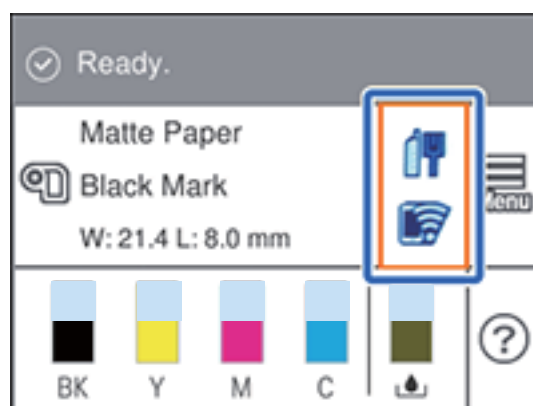 Ready.
Matte Paper
Black Mark
W: 21.4 L: 8.0 mm
Menu
?
BK Y M C